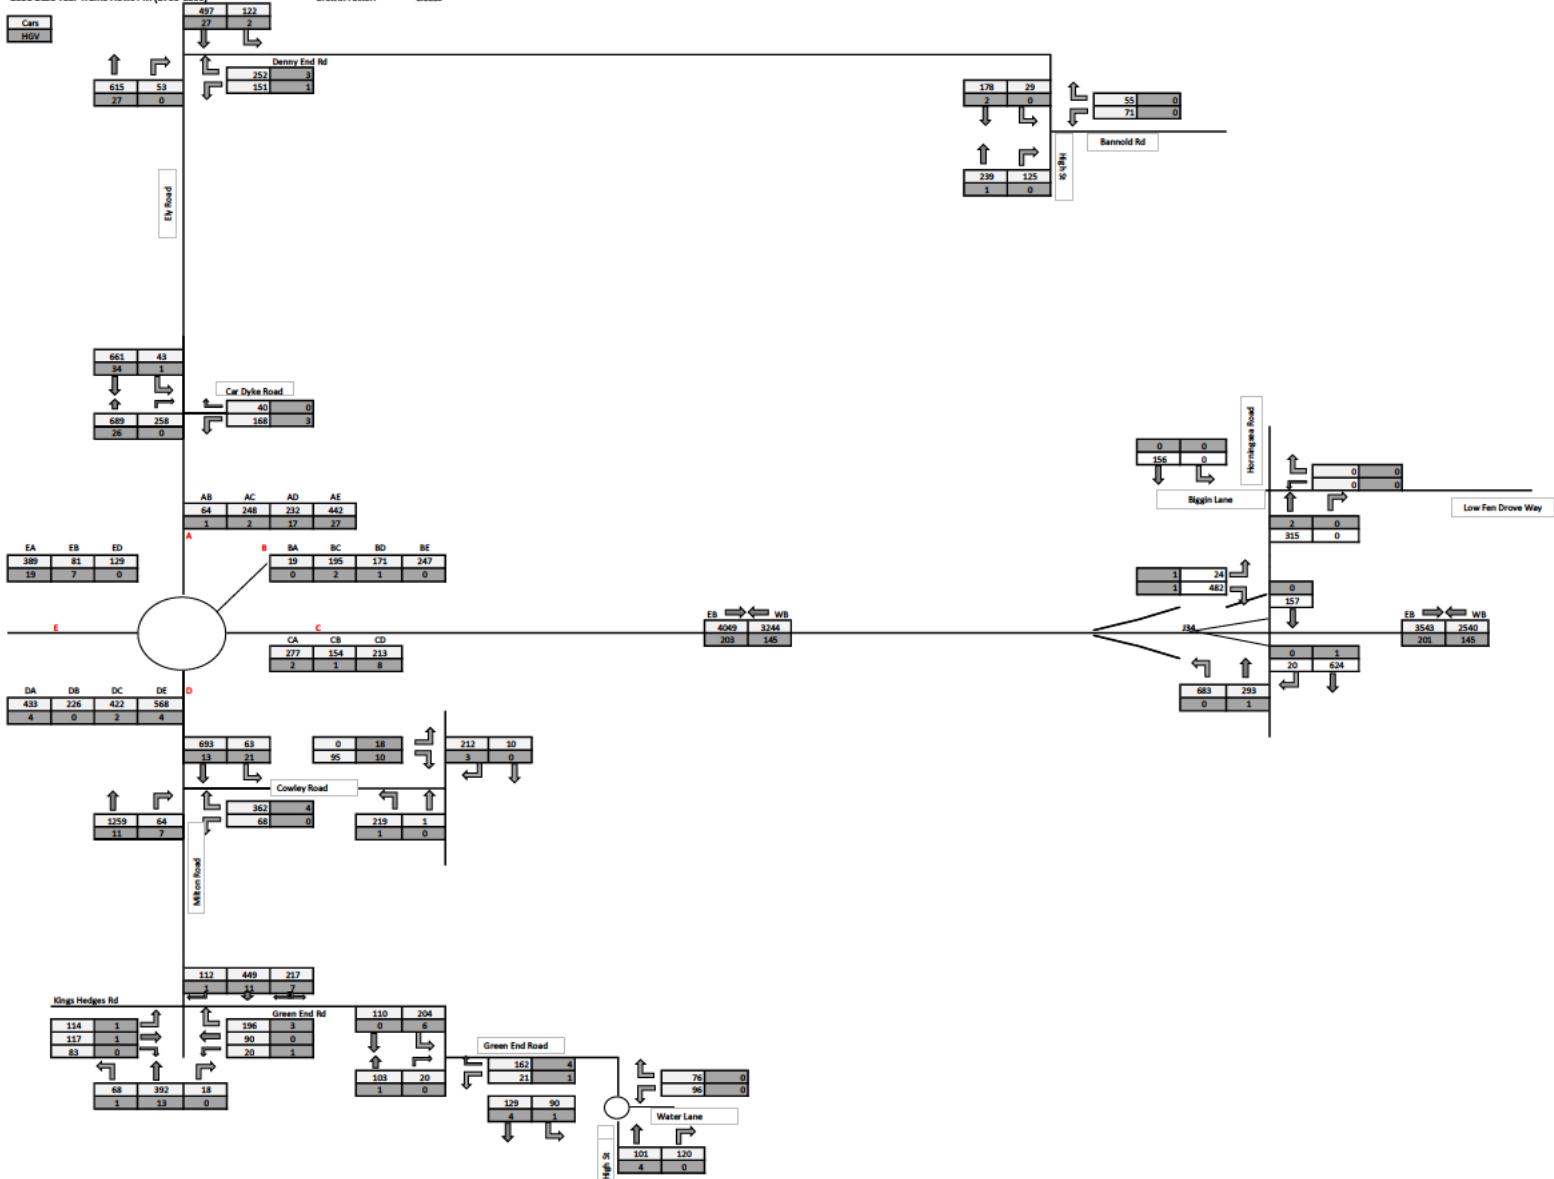 497 122
27 2
Cars
HGV
Denny End Rd
252 3
151 1
615 53
27 0
178 29
2 0
55 0
71 0
Bannold Rd
High St
239 125
1 0
Ely Road
661 43
34 1
Car Dyke Road
40 0
168 3
689 258
26 0
Horningsea Road
0 0
156 0
0 0
0 0
Biggin Lane
Low Fen Drove Way
2 0
315 0
AB AC AD AE
64 248 232 442
1 2 17 27
A
EA EB ED
389 81 129
19 7 0
B
BA BC BD BE
19 195 171 247
0 2 1 0
1 24
1 482
0
157
EB WB
4049 3244
203 145
E
C
J34
EB WB
3543 2540
201 145
CA CB CD
277 154 213
2 1 8
0 1
20 624
683 293
0 1
DA DB DC DE
433 226 422 568
4 0 2 4
D
693 63
13 21
0 18
95 10
212 10
3 0
Cowley Road
362 4
68 0
1259 64
11 7
219 1
1 0
Milton Road
112 449 217
1 11 7
Kings Hedges Rd
Green End Rd
114 1
117 1
83 0
196 3
90 0
20 1
110 204
0 6
Green End Road
162 4
21 1
68 392 18
1 13 0
103 20
1 0
76 0
96 0
129 90
4 1
Water Lane
High St
101 120
4 0